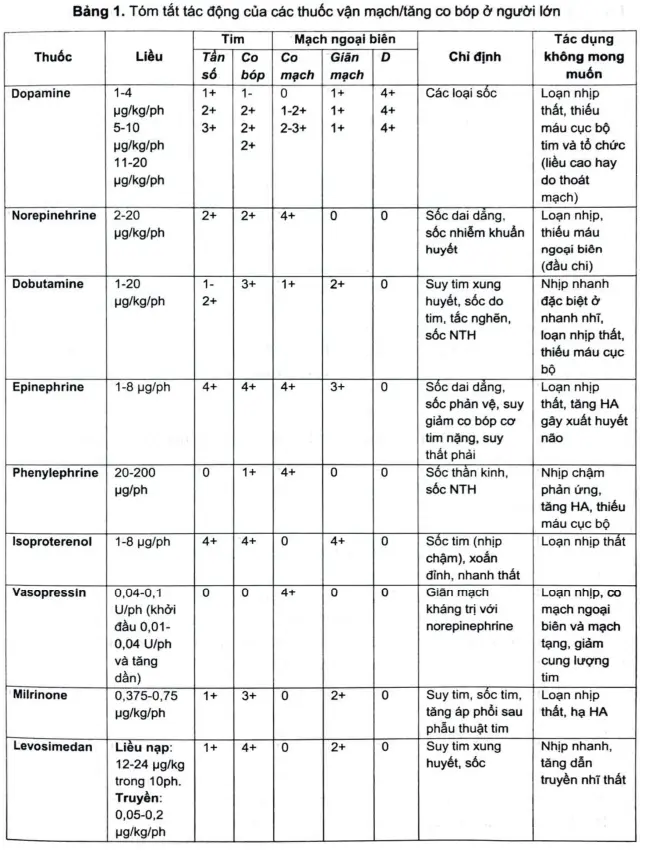 Bảng 1. Tóm tắt tác động của các thuốc vận mạch/tăng co bóp ở người lớn
Thuốc | Liều | Tim | Mạch ngoại biên | Chỉ định | Tác dụng không mong muốn
Tần số | Co bóp | Co mạch | Giãn mạch | D
Dopamine | 1-4 | 1+ | 1- | 0 | 1+ | 4+ | Các loại sốc | Loạn nhịp
µg/kg/ph | 2+ | 2+ | 1-2+ | 1+ | 4+ | thất, thiếu
5-10 | 3+ | 2+ | 2-3+ | 1+ | 4+ | máu cục bộ
µg/kg/ph | 2+ | tim và tổ chức
11-20 | (liều cao hay
µg/kg/ph | do thoát
mạch)
Norepinehrine | 2-20 | 2+ | 2+ | 4+ | 0 | 0 | Sốc dai dẳng, | Loạn nhịp,
µg/kg/ph | sốc nhiễm khuẩn | thiếu máu
huyết | ngoại biên
(đầu chi)
Dobutamine | 1-20 | 1- | 3+ | 1+ | 2+ | 0 | Suy tim xung | Nhịp nhanh
µg/kg/ph | 2+ | huyết, sốc do | đặc biệt ở
tim, tắc nghẽn, | nhanh nhĩ,
sốc NTH | loạn nhịp thất,
thiếu máu cục
bộ
Epinephrine | 1-8 µg/ph | 4+ | 4+ | 4+ | 3+ | 0 | Sốc dai dẳng, | Loạn nhịp
sốc phản vệ, suy | thất, tăng HA
giảm co bóp cơ | gây xuất huyết
tim nặng, suy | não
thất phải
Phenylephrine | 20-200 | 0 | 1+ | 4+ | 0 | 0 | Sốc thần kinh, | Nhịp chậm
µg/ph | sốc NTH | phản ứng,
tăng HA, thiếu
máu cục bộ
Isoproterenol | 1-8 µg/ph | 4+ | 4+ | 0 | 4+ | 0 | Sốc tim (nhịp | Loạn nhịp thất
chậm), xoắn
đỉnh, nhanh thất
Vasopressin | 0,04-0,1 | 0 | 0 | 4+ | 0 | 0 | Giãn mạch | Loạn nhịp, co
U/ph (khởi | kháng trị với | mạch ngoại
đầu 0,01- | norepinephrine | biên và mạch
0,04 U/ph | tạng, giảm
và tăng | cung lượng
dần) | tim
Milrinone | 0,375-0,75 | 1+ | 3+ | 0 | 2+ | 0 | Suy tim, sốc tim, | Loạn nhịp
µg/kg/ph | tăng áp phổi sau | thất, hạ HA
phẫu thuật tim
Levosimedan | Liều nạp: | 1+ | 4+ | 0 | 2+ | 0 | Suy tim xung | Nhịp nhanh,
12-24 µg/kg | huyết, sốc | tăng dẫn
trong 10ph. | truyền nhĩ thất
Truyền:
0,05-0,2
µg/kg/ph